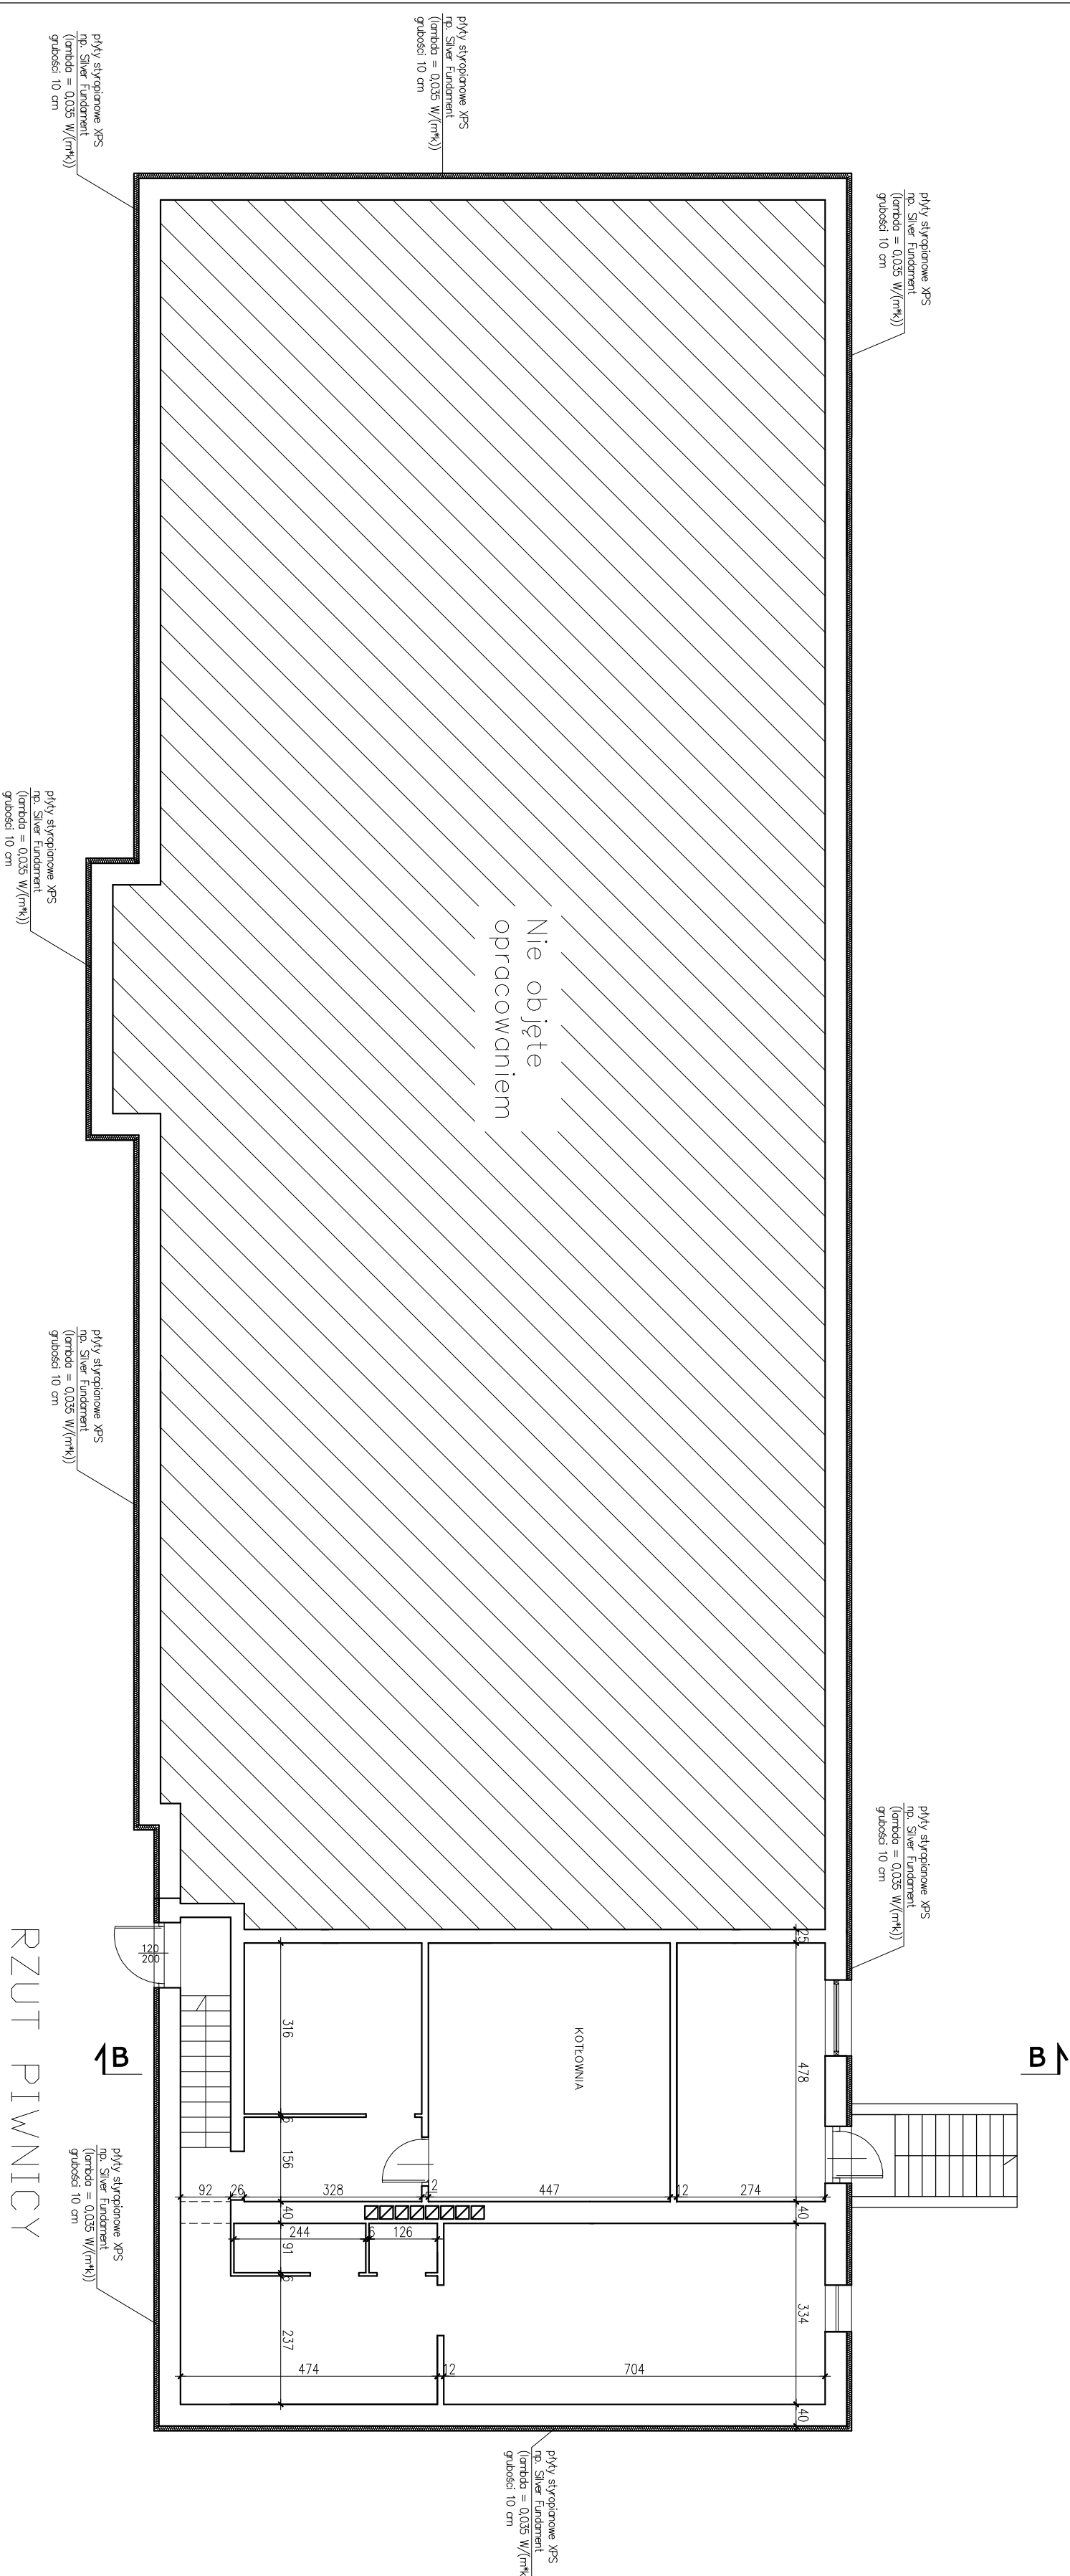 płyty styropianowe XPS
np. Silver Fundament
(lambda = 0,035 W/(m*k))
grubości 10 cm
płyty styropianowe XPS
np. Silver Fundament
(lambda = 0,035 W/(m*k))
grubości 10 cm
płyty styropianowe XPS
np. Silver Fundament
(lambda = 0,035 W/(m*k))
grubości 10 cm
płyty styropianowe XPS
np. Silver Fundament
(lambda = 0,035 W/(m*k))
grubości 10 cm
Nie objęte
opracowaniem
płyty styropianowe XPS
np. Silver Fundament
(lambda = 0,035 W/(m*k))
grubości 10 cm
płyty styropianowe XPS
np. Silver Fundament
(lambda = 0,035 W/(m*k))
grubości 10 cm
25
120
200
316
KOTŁOWNIA
478
B
B
6
156
92
26
328
12
447
12
274
40
40
244
6
126
91
6
237
334
474
12
704
40
płyty styropianowe XPS
np. Silver Fundament
(lambda = 0,035 W/(m*k))
grubości 10 cm
płyty styropianowe XPS
np. Silver Fundament
(lambda = 0,035 W/(m*k
grubości 10 cm
RZUT PIWNICY